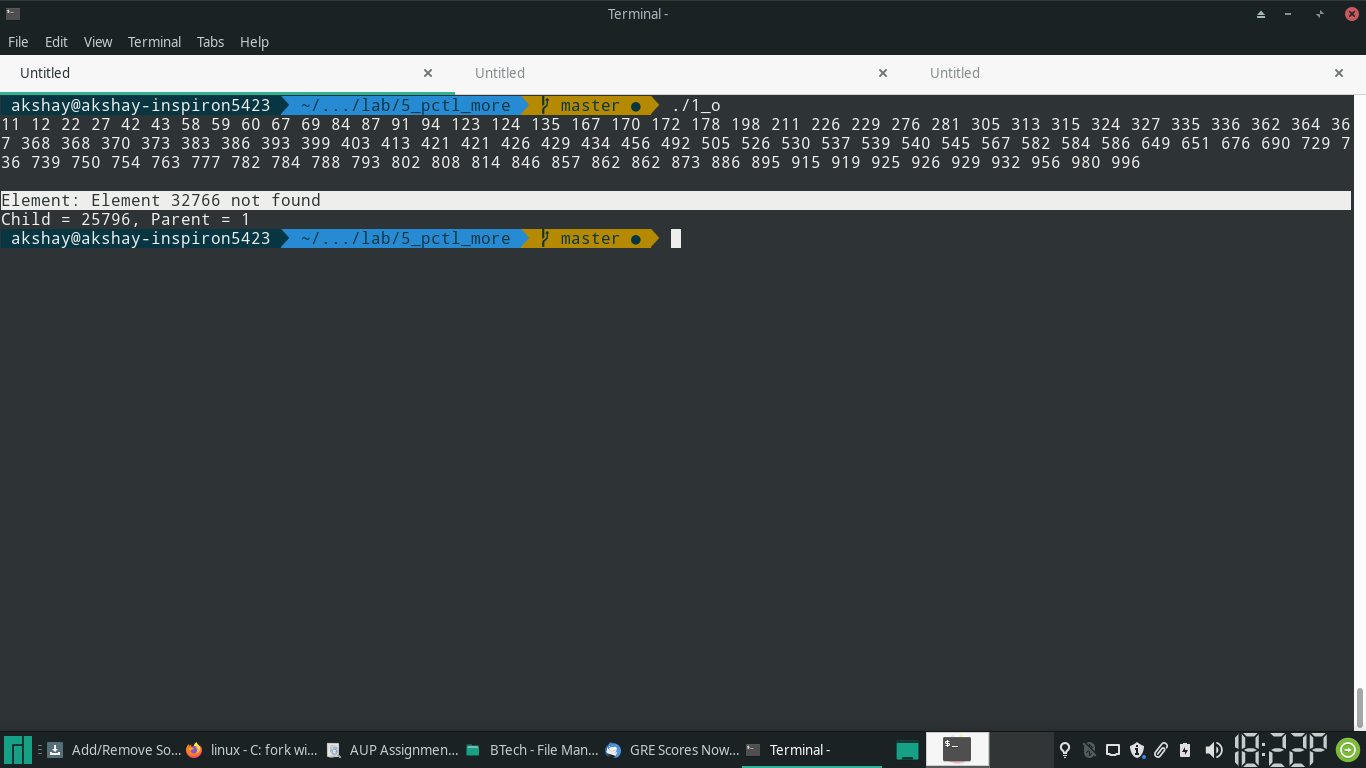 Terminal -
File Edit View Terminal Tabs Help
Untitled Untitled Untitled
akshay@akshay-inspiron5423 ~/.../lab/5_pctl_more master ● ./1_o
11 12 22 27 42 43 58 59 60 67 69 84 87 91 94 123 124 135 167 170 172 178 198 211 226 229 276 281 305 313 315 324 327 335 336 362 364 36
7 368 368 370 373 383 386 393 399 403 413 421 421 426 429 434 456 492 505 526 530 537 539 540 545 567 582 584 586 649 651 676 690 729 7
36 739 750 754 763 777 782 784 788 793 802 808 814 846 857 862 862 873 886 895 915 919 925 926 929 932 956 980 996
Element: Element 32766 not found
Child = 25796, Parent = 1
akshay@akshay-inspiron5423 ~/.../lab/5_pctl_more master ●
Add/Remove So... linux - C: fork wi... AUP Assignmen... BTech - File Man... GRE Scores Now... Terminal - 18:22P